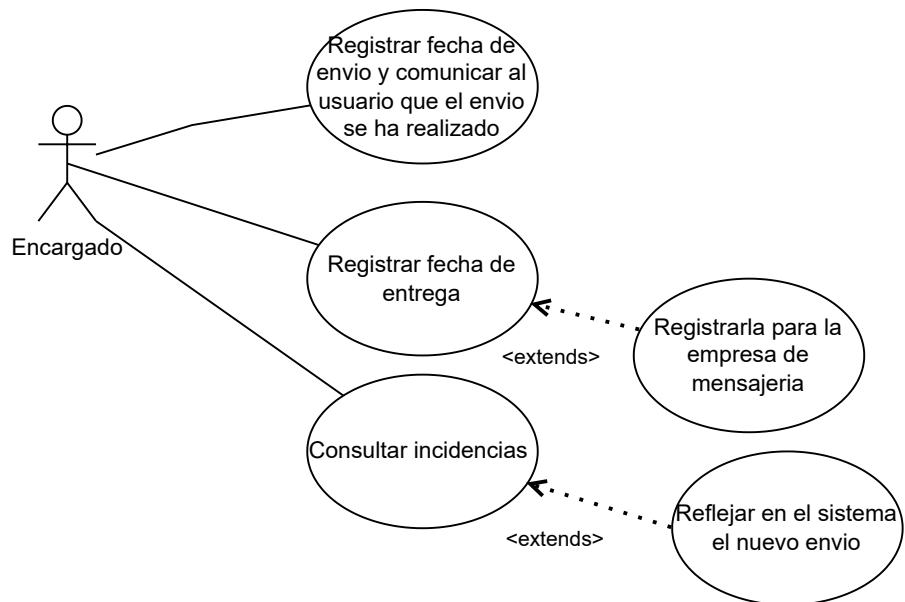 Registrar fecha de
envio y comunicar al
usuario que el envio
se ha realizado
Encargado
Registrar fecha de
entrega
Registrarla para la
empresa de
mensajeria
<extends>
Consultar incidencias
Reflejar en el sistema
el nuevo envio
<extends>